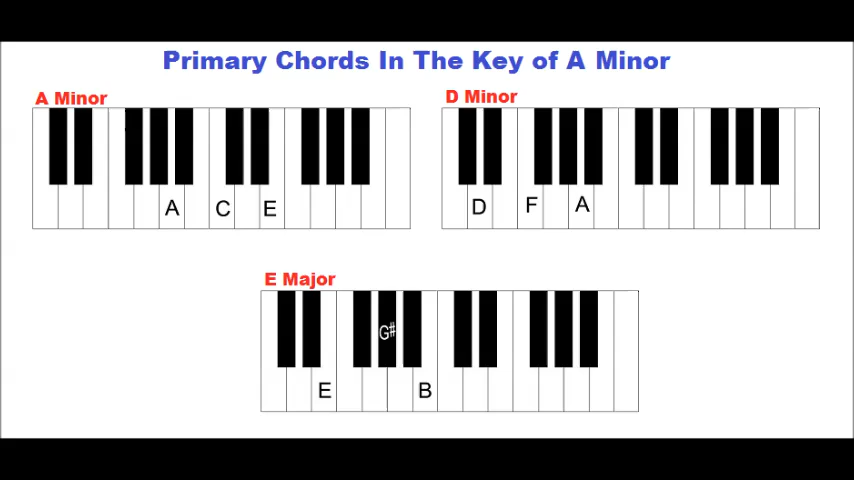 Primary Chords In The Key of A Minor
A Minor
A C E
D Minor
D F A
E Major
G#
E B